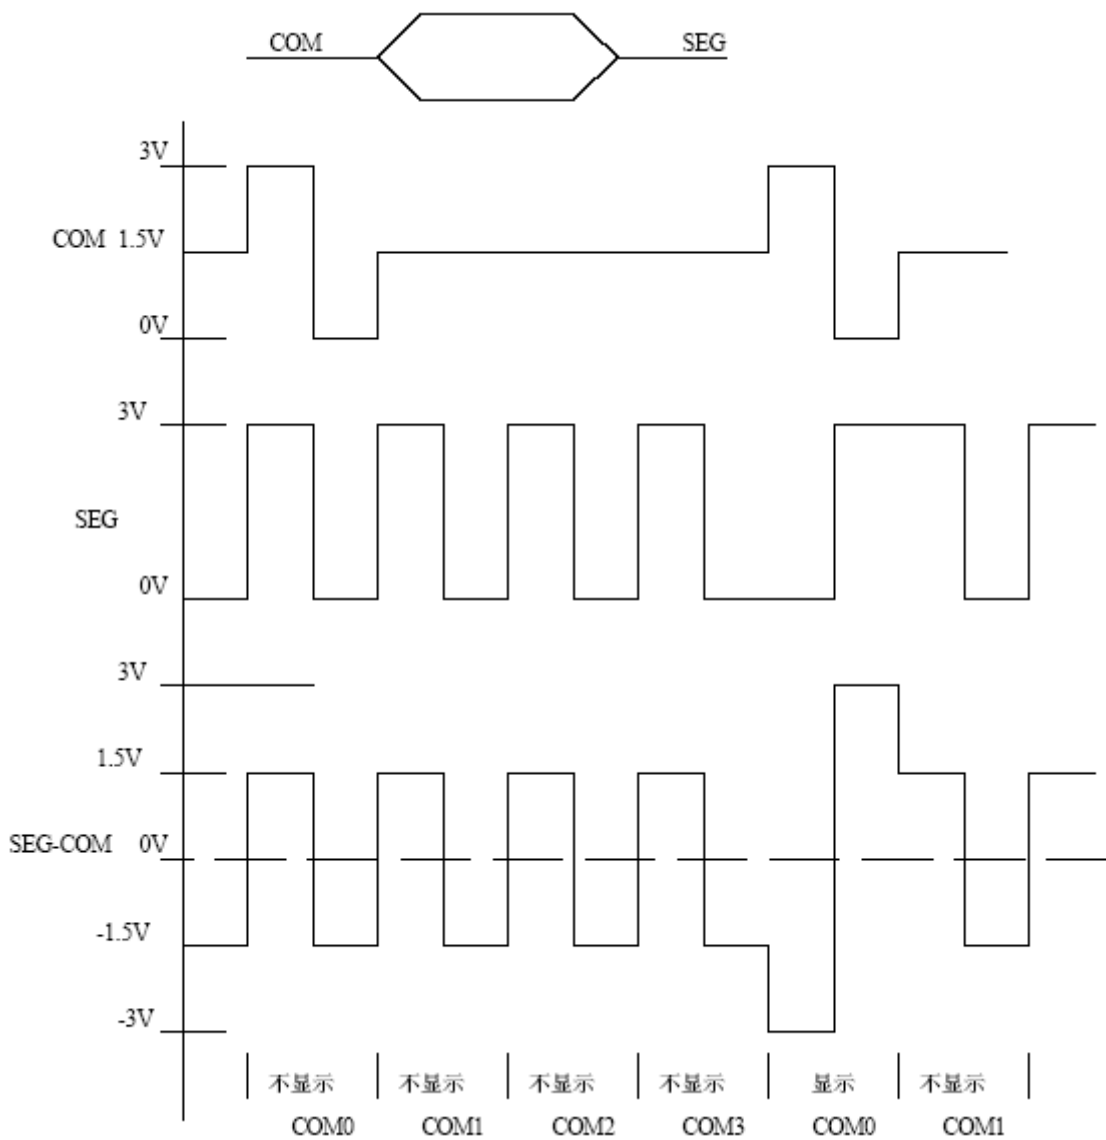 COM SEG
3V
COM 1.5V
0V
3V
SEG
0V
3V
1.5V
SEG-COM 0V
-1.5V
-3V
不显示 不显示 不显示 不显示 显示 不显示
COM0 COM1 COM2 COM3 COM0 COM1